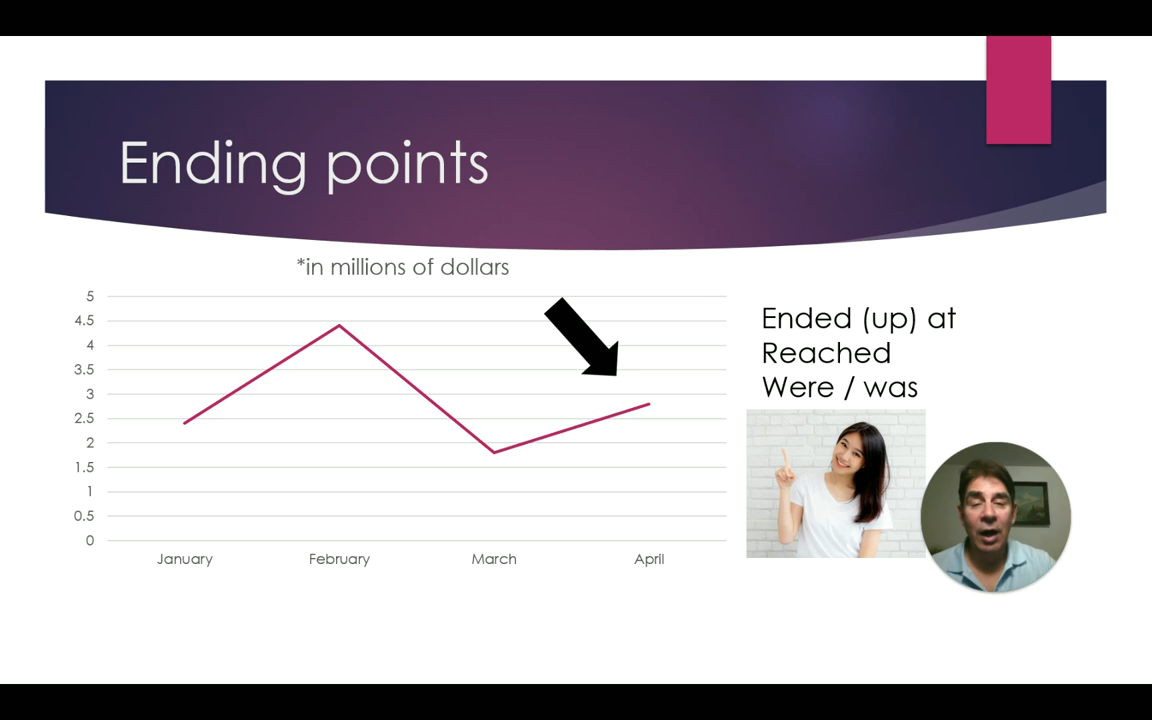 Ending points
*in millions of dollars
5
4.5
4
3.5
3
2.5
2
1.5
1
0.5
0
January February March April
Ended (up) at
Reached
Were / was